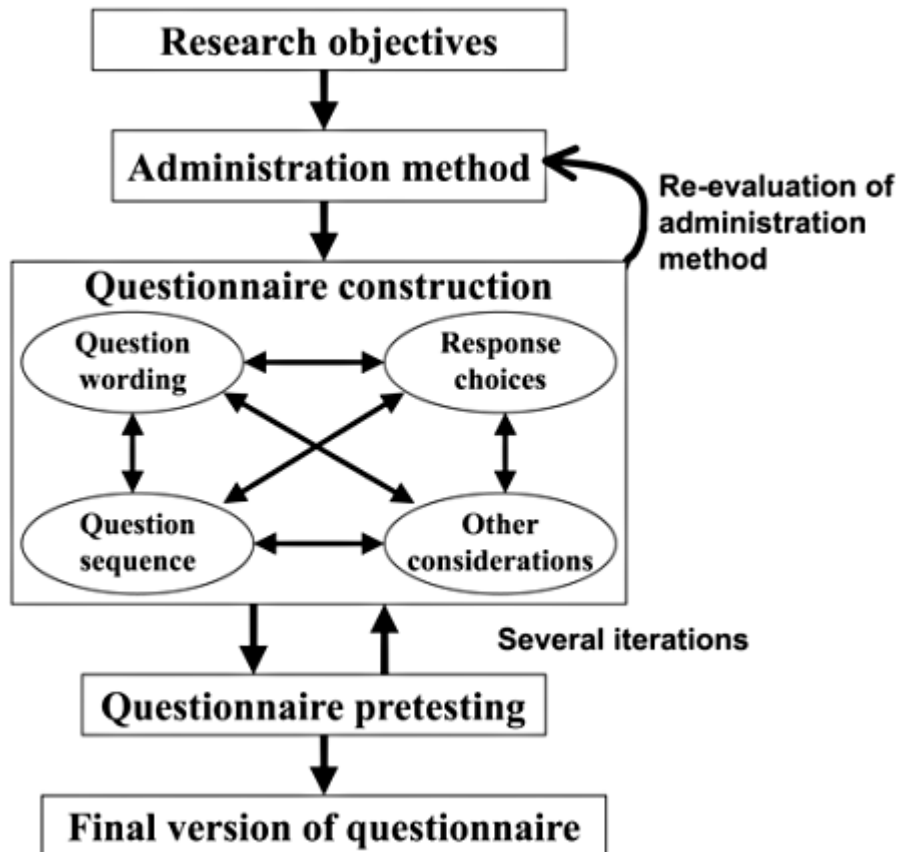 Research objectives
Administration method
Re-evaluation of
administration
method
Questionnaire construction
Question
wording
Response
choices
Question
sequence
Other
considerations
Several iterations
Questionnaire pretesting
Final version of questionnaire